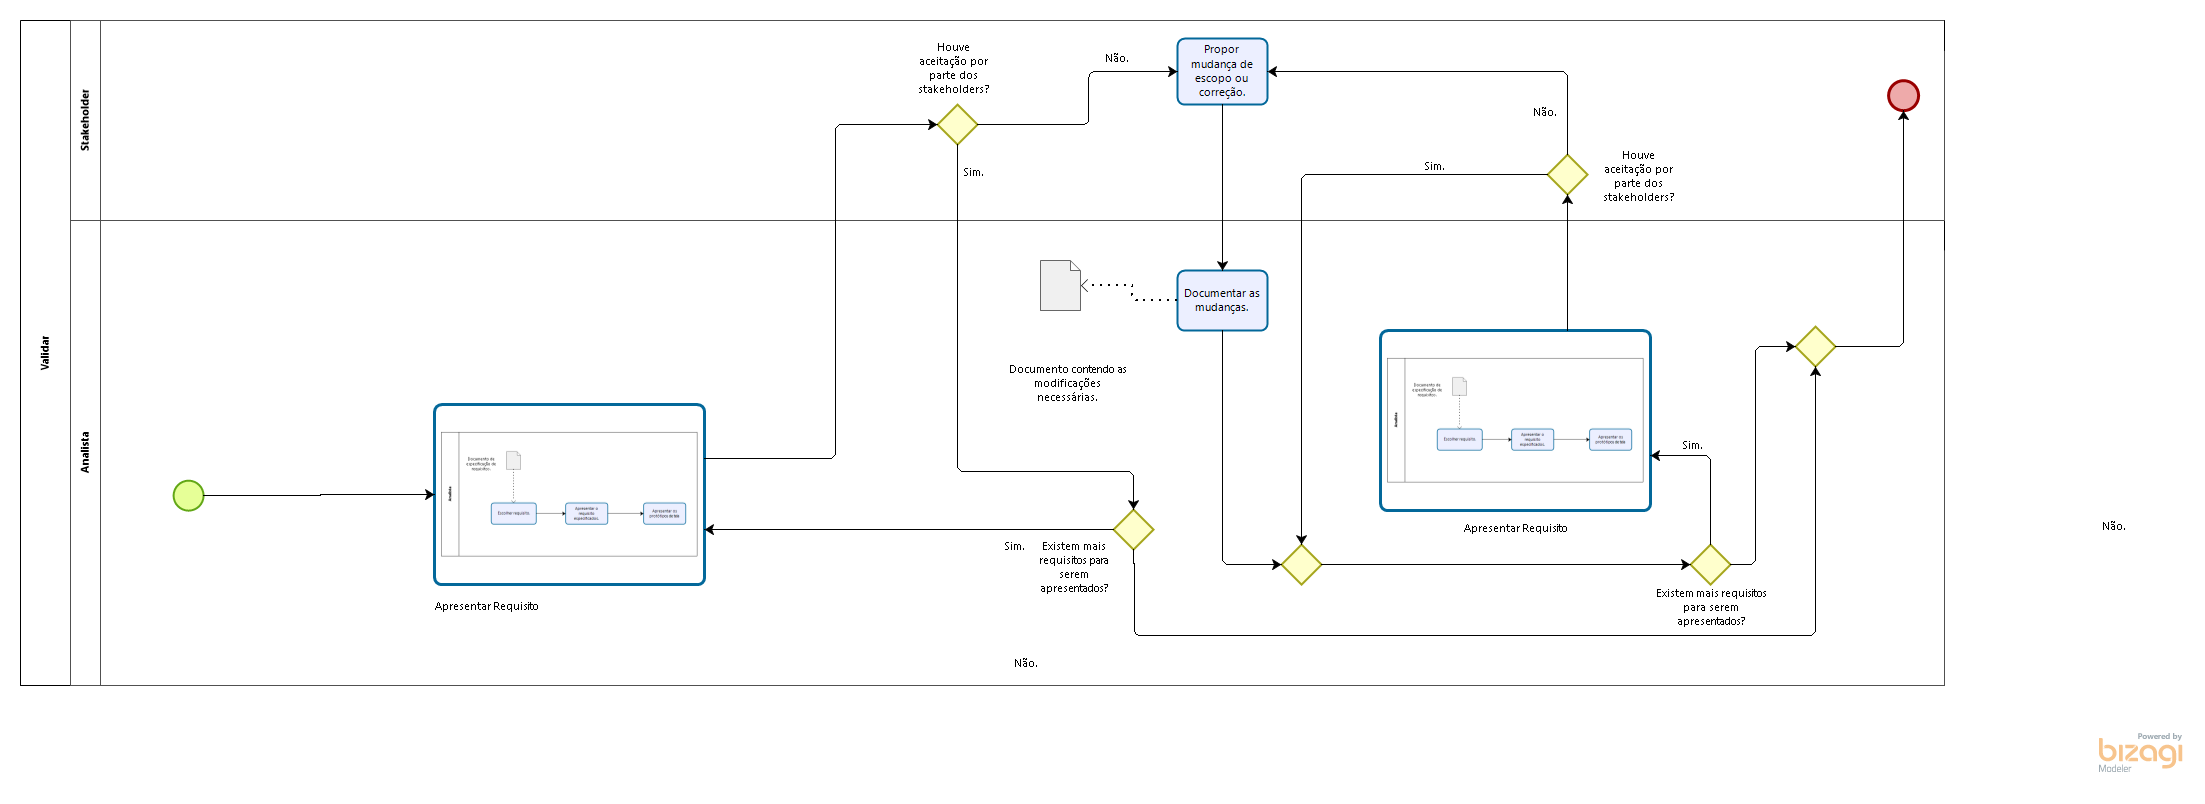 Validar
Stakeholder
Analista
Houve
aceitação por
parte dos
stakeholders?
Não.
Sim.
Propor
mudança de
escopo ou
correção.
Não.
Sim.
Houve
aceitação por
parte dos
stakeholders?
Documentar as
mudanças.
Documento contendo as
modificações
necessárias.
Analista
Documento de
especificação de
requisitos.
Escolher requisito.
Apresentar o
requisito
especificados.
Apresentar os
protótipos de tela
Apresentar Requisito
Sim.
Existem mais
requisitos para
serem
apresentados?
Não.
Analista
Documento de
especificação de
requisitos.
Escolher requisito.
Apresentar o
requisito
especificados.
Apresentar os
protótipos de tela
Apresentar Requisito
Sim.
Existem mais requisitos
para serem
apresentados?
Não.
Powered by
bizagi
Modeler